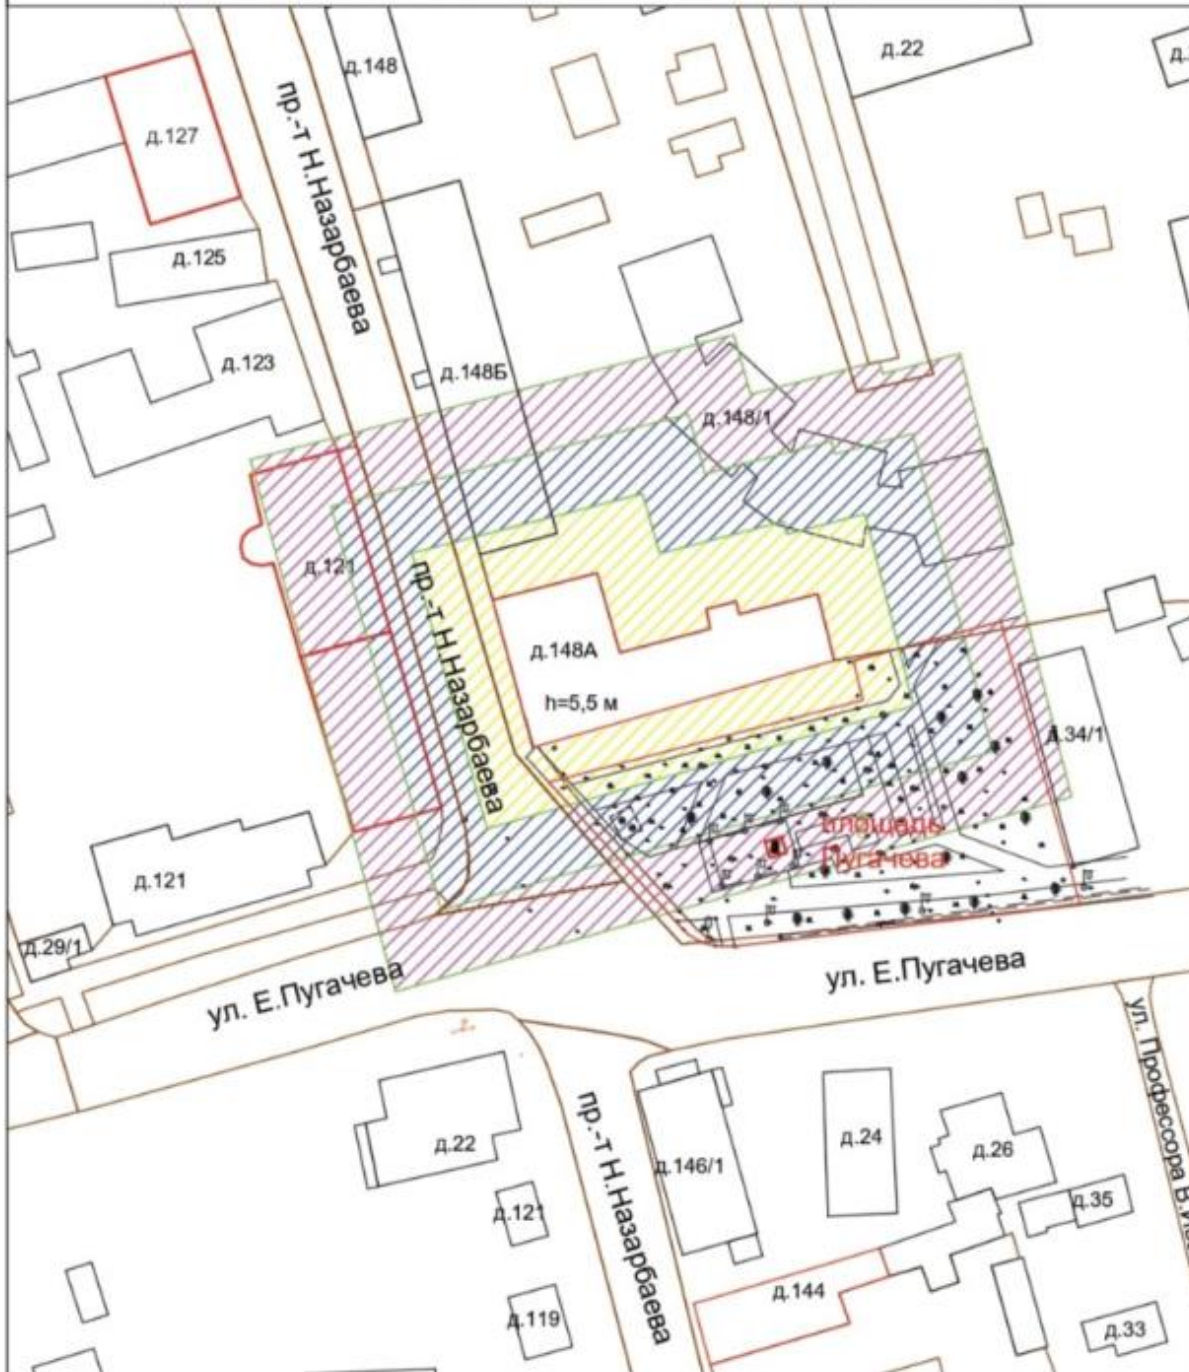 д.148
д.22
д.
д.127
пр.-т Н.Назарбаева
д.125
д.123
д.148Б
д.148/1
д.121
пр.-т Н.Назарбаева
д.148А
h=5,5 м
д.34/1
площадь
Пугачева
д.121
д.29/1
ул. Е.Пугачева
ул. Е.Пугачева
ул. Профессора
д.22
д.146/1
д.24
д.26
пр.-т Н.Назарбаева
д.121
д.35
д.144
д.119
д.33